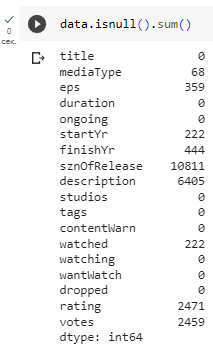 data.isnull().sum()
0
сек.
title 0
mediaType 68
eps 359
duration 0
ongoing 0
startYr 222
finishYr 444
sznOfRelease 10811
description 6405
studios 0
tags 0
contentWarn 0
watched 222
watching 0
wantWatch 0
dropped 0
rating 2471
votes 2459
dtype: int64